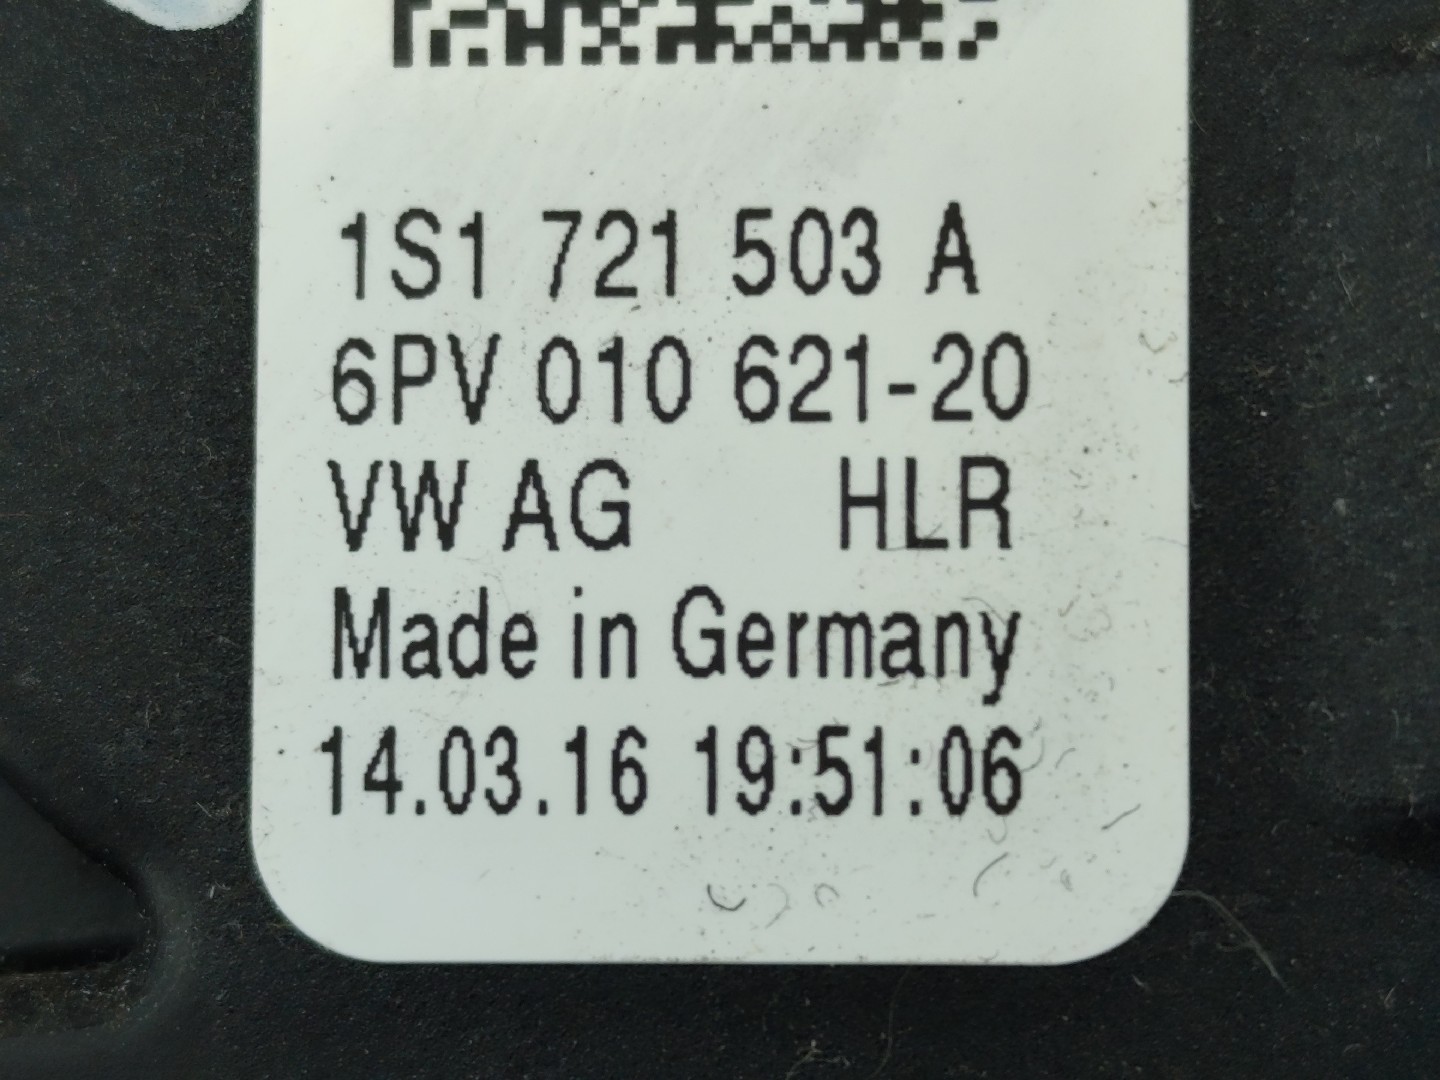 1S1 721 503 A
6PV 010 621-20
VW AG HLR
Made in Germany
14.03.16 19:51:06